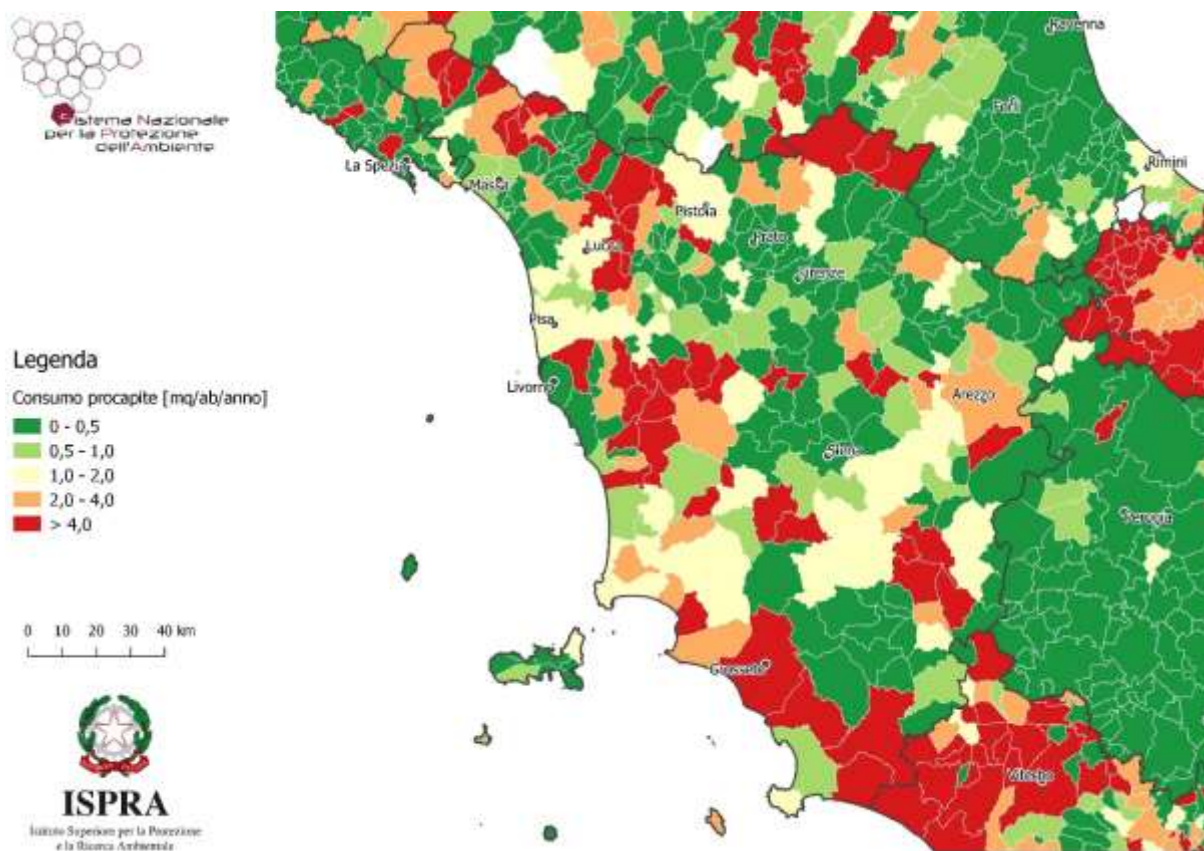 Sistema Nazionale
per la Protezione
dell'Ambiente
Ravenna
Forlì
Rimini
La Spezia
Massa
Pistoia
Lucca
Prato
Firenze
Pisa
Livorno
Arezzo
Siena
Perugia
Grosseto
Viterbo
Legenda
Consumo procapite [mq/ab/anno]
0 - 0,5
0,5 - 1,0
1,0 - 2,0
2,0 - 4,0
> 4,0
0 10 20 30 40 km
ISPRA
Istituto Superiore per la Protezione
e la Ricerca Ambientale